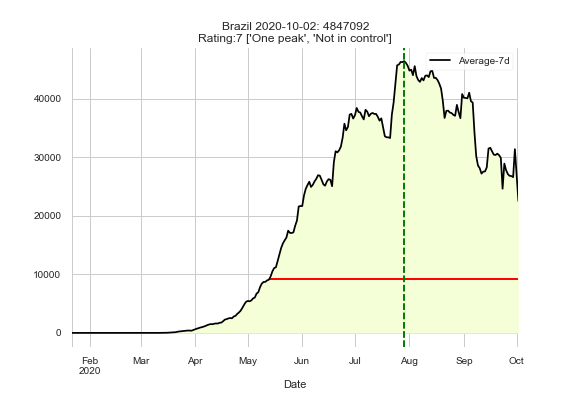 Brazil 2020-10-02: 4847092
Rating:7 ['One peak', 'Not in control']
Average-7d
40000
30000
20000
10000
0
Feb Mar Apr May Jun Jul Aug Sep Oct
2020
Date